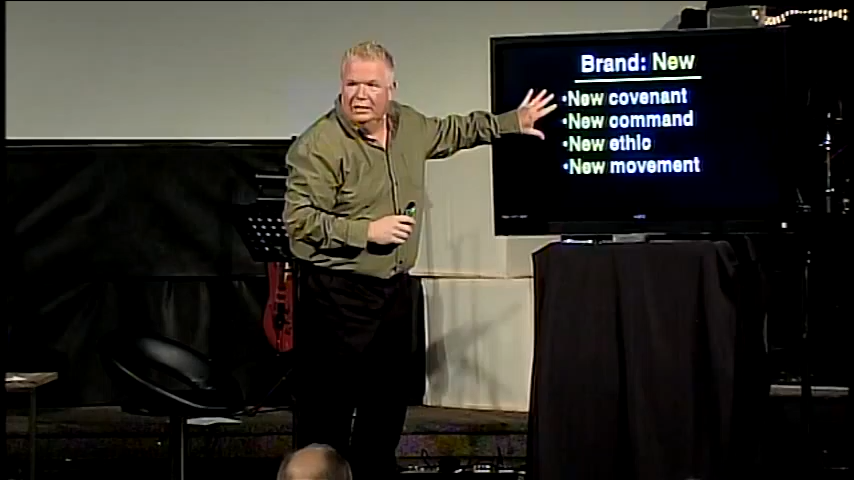 Brand: New
•New covenant
•New command
•New ethic
•New movement